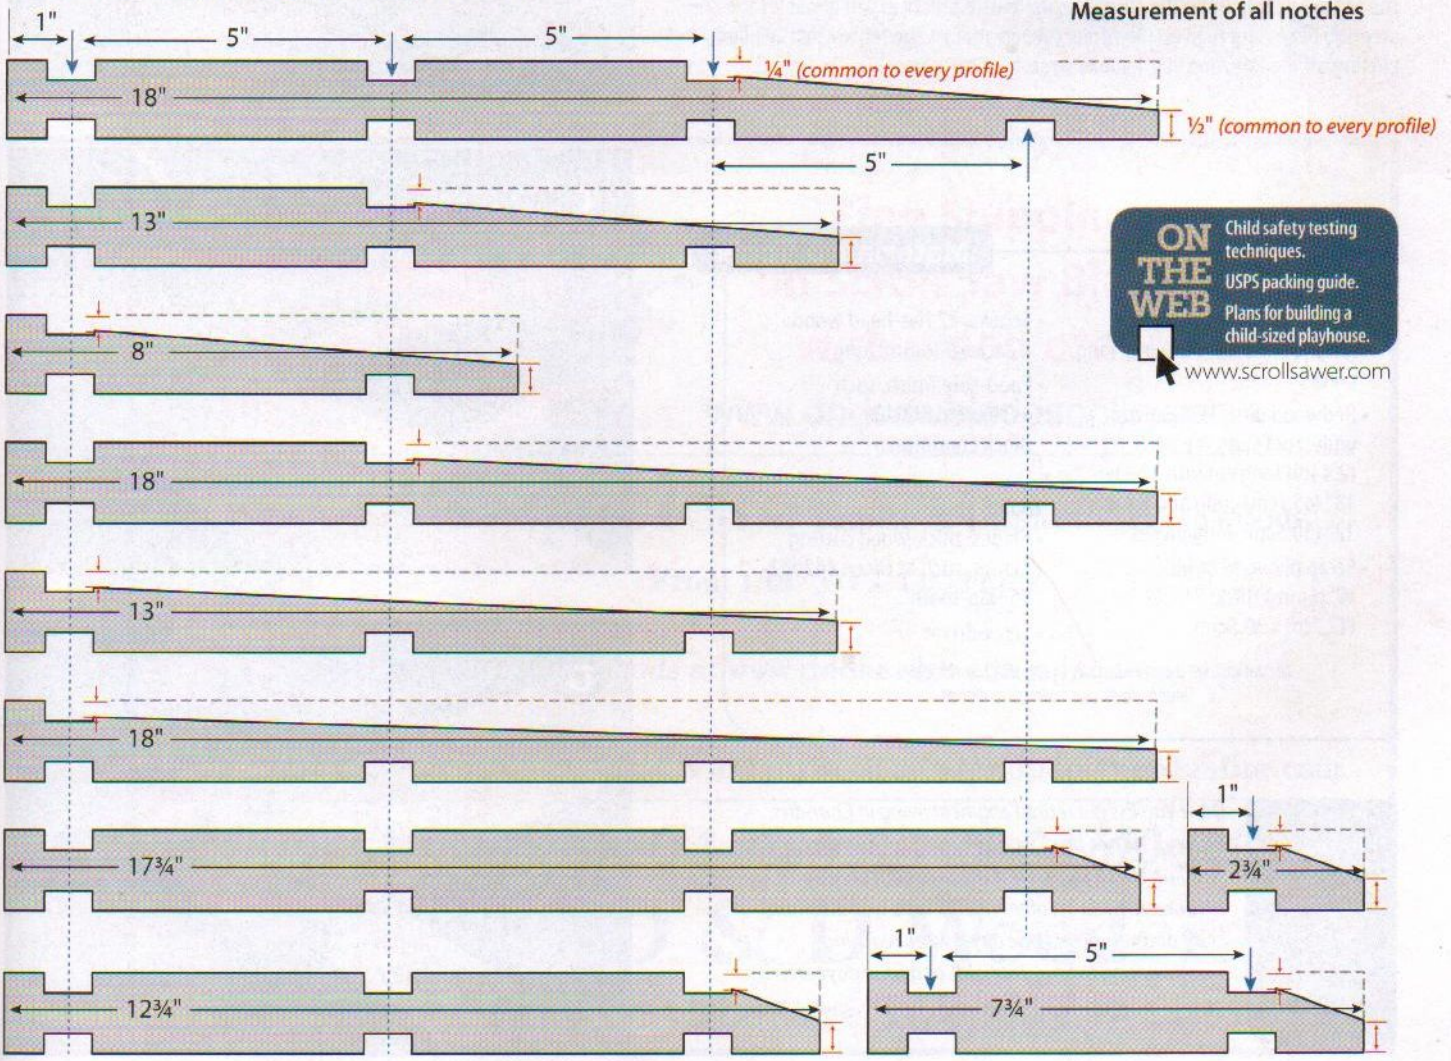 Measurement of all notches
1" 5" 5"
¼" (common to every profile)
18"
½" (common to every profile)
5"
13"
ON THE WEB
Child safety testing
techniques.
USPS packing guide.
Plans for building a
child-sized playhouse.
www.scrollsawer.com
8"
18"
13"
18"
1"
17¾" 2¾"
1" 5"
12¾" 7¾"